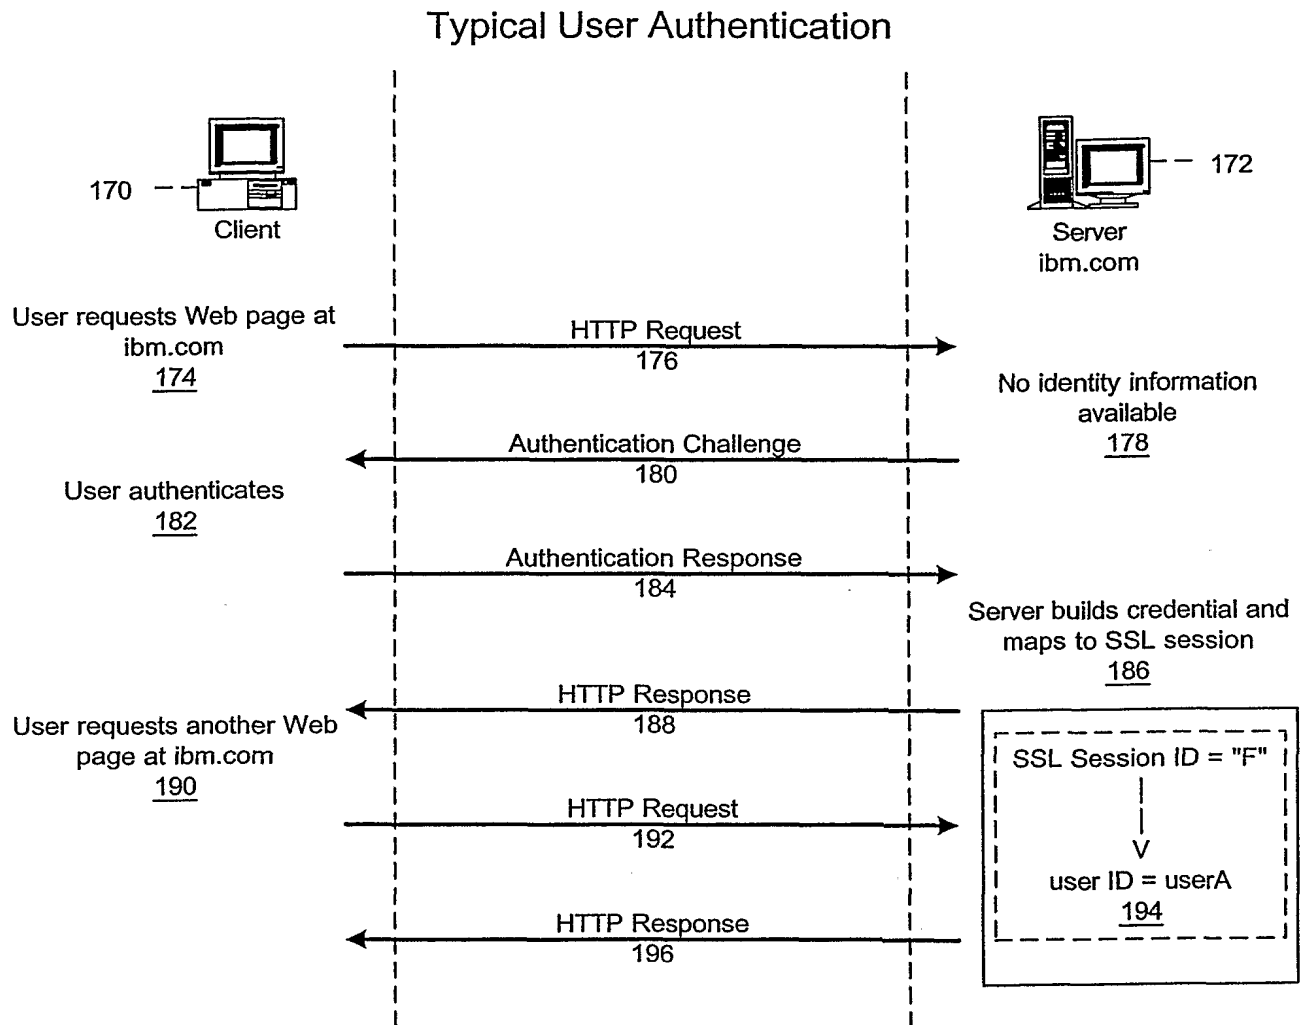 Typical User Authentication
170
Client
172
Server
ibm.com
User requests Web page at
ibm.com
174
HTTP Request
176
No identity information
available
178
Authentication Challenge
180
User authenticates
182
Authentication Response
184
Server builds credential and
maps to SSL session
186
HTTP Response
188
User requests another Web
page at ibm.com
190
SSL Session ID = "F"
HTTP Request
192
user ID = userA
194
HTTP Response
196